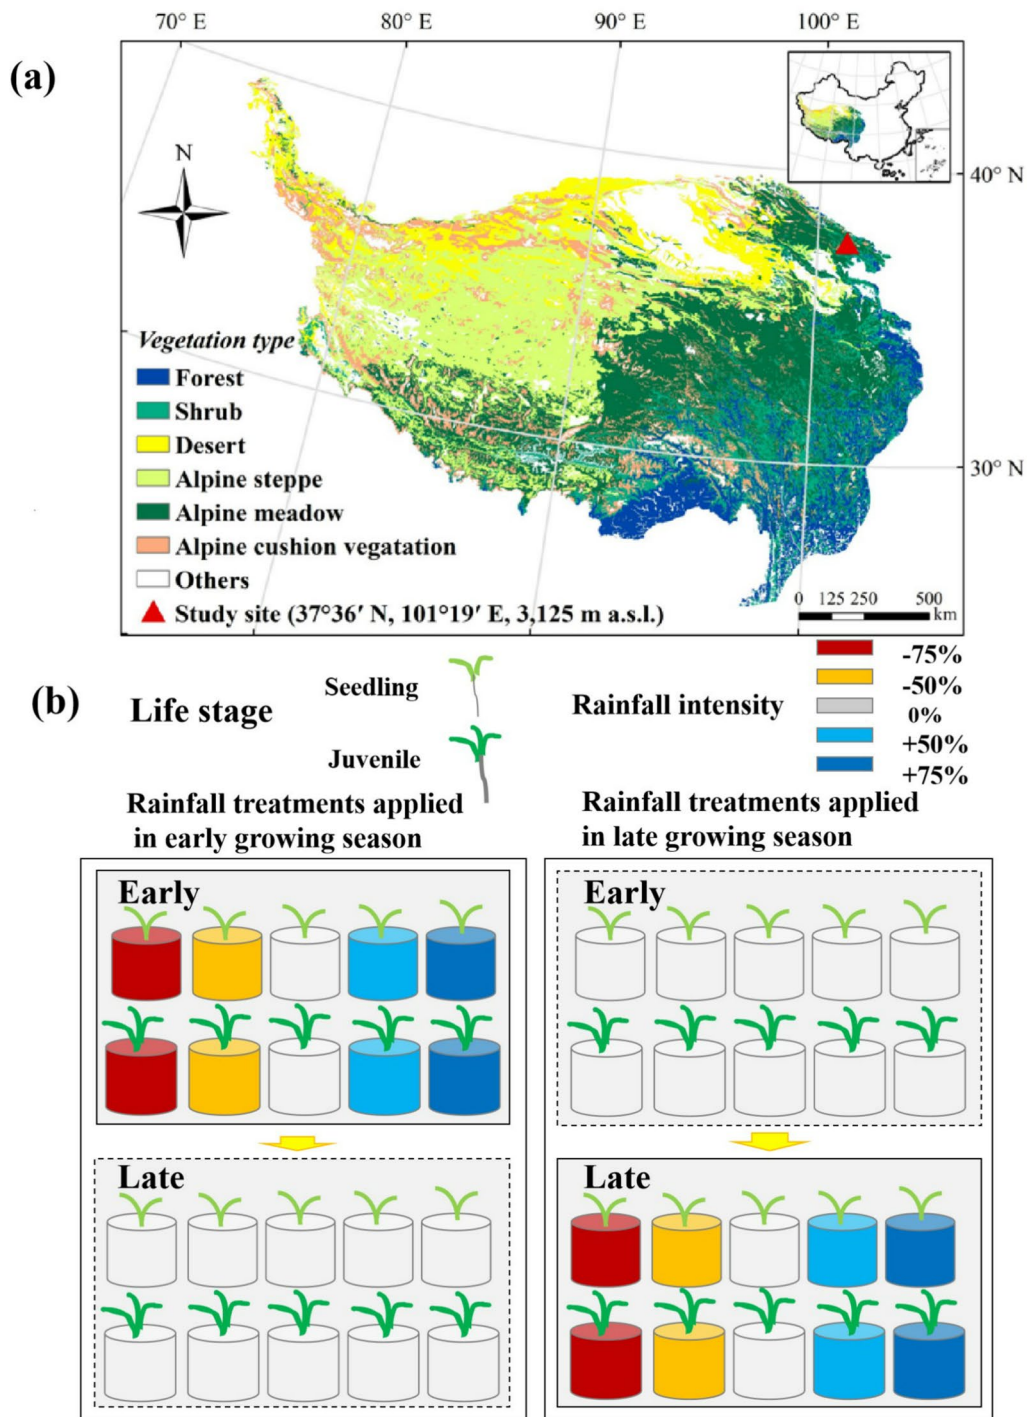 70° E 80° E 90° E 100° E
(a)
N
40° N
Vegetation type
Forest
Shrub
Desert
Alpine steppe
30° N
Alpine meadow
Alpine cushion vegatation
Others
0 125 250 500
km
Study site (37°36′ N, 101°19′ E, 3,125 m a.s.l.)
(b)
Life stage
Seedling
Juvenile
Rainfall intensity
-75%
-50%
0%
+50%
+75%
Rainfall treatments applied
in early growing season
Rainfall treatments applied
in late growing season
Early
Late
Early
Late